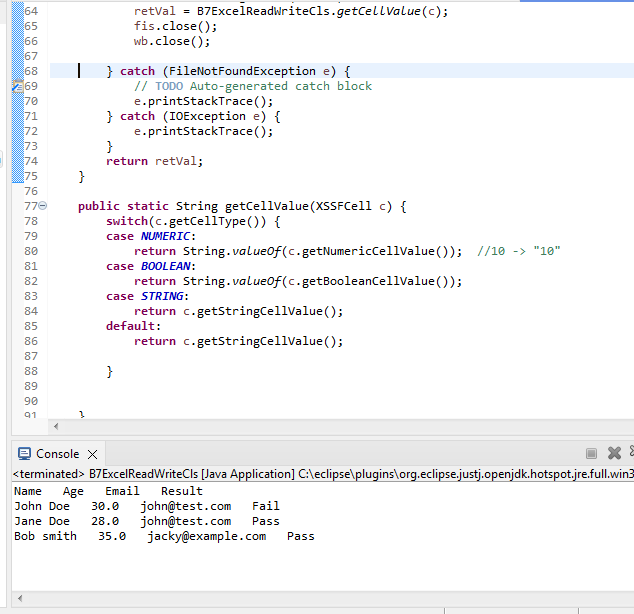 64 retVal = B7ExcelReadWriteCls.getCellValue(c);
65 fis.close();
66 wb.close();
67
68 } catch (FileNotFoundException e) {
69 // TODO Auto-generated catch block
70 e.printStackTrace();
71 } catch (IOException e) {
72 e.printStackTrace();
73 }
74 return retVal;
75 }
76
77 public static String getCellValue(XSSFCell c) {
78 switch(c.getCellType()) {
79 case NUMERIC:
80 return String.valueOf(c.getNumericCellValue()); //10 -> "10"
81 case BOOLEAN:
82 return String.valueOf(c.getBooleanCellValue());
83 case STRING:
84 return c.getStringCellValue();
85 default:
86 return c.getStringCellValue();
87
88 }
89
90
91 }
Console
<terminated> B7ExcelReadWriteCls [Java Application] C:\eclipse\plugins\org.eclipse.justj.openjdk.hotspot.jre.full.win3
Name Age Email Result
John Doe 30.0 john@test.com Fail
Jane Doe 28.0 john@test.com Pass
Bob smith 35.0 jacky@example.com Pass